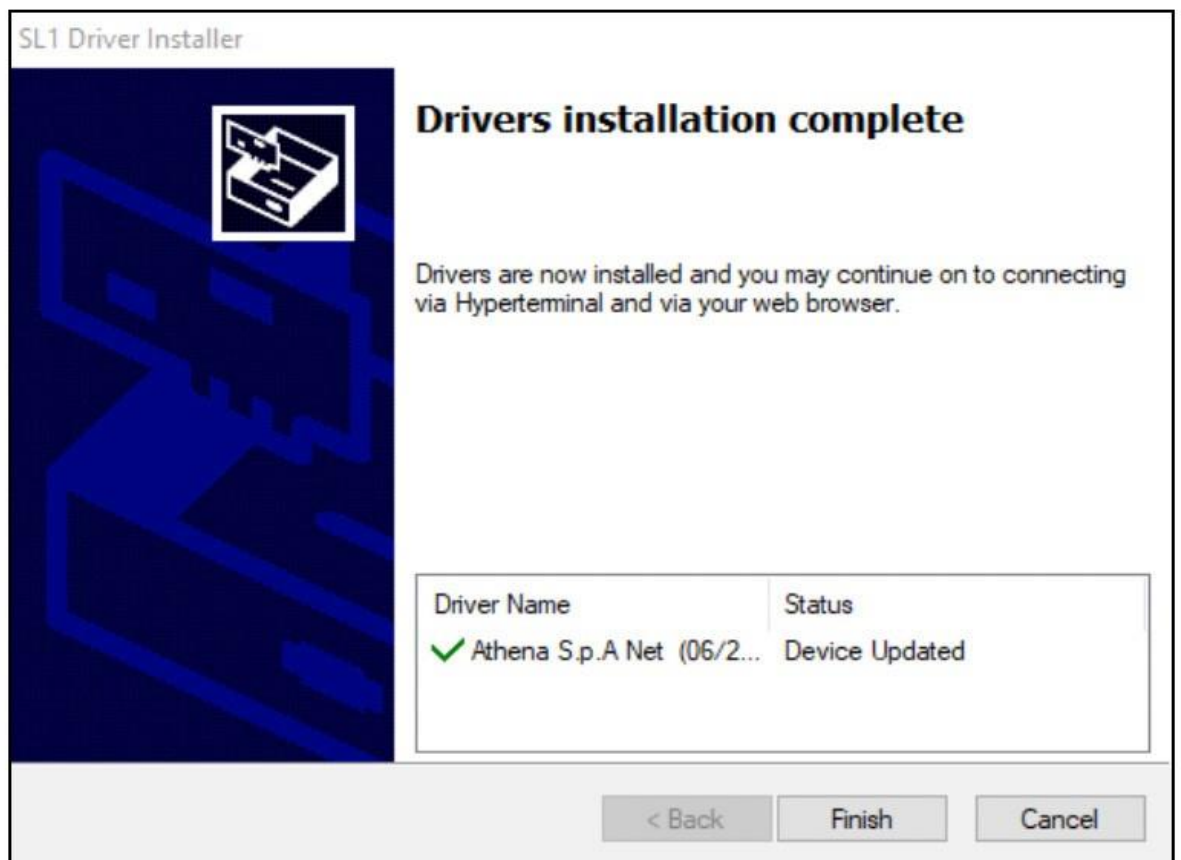 SL1 Driver Installer
Drivers installation complete
Drivers are now installed and you may continue on to connecting
via Hyperterminal and via your web browser.
Driver Name Status
Athena S.p.A Net (06/2... Device Updated
< Back Finish Cancel